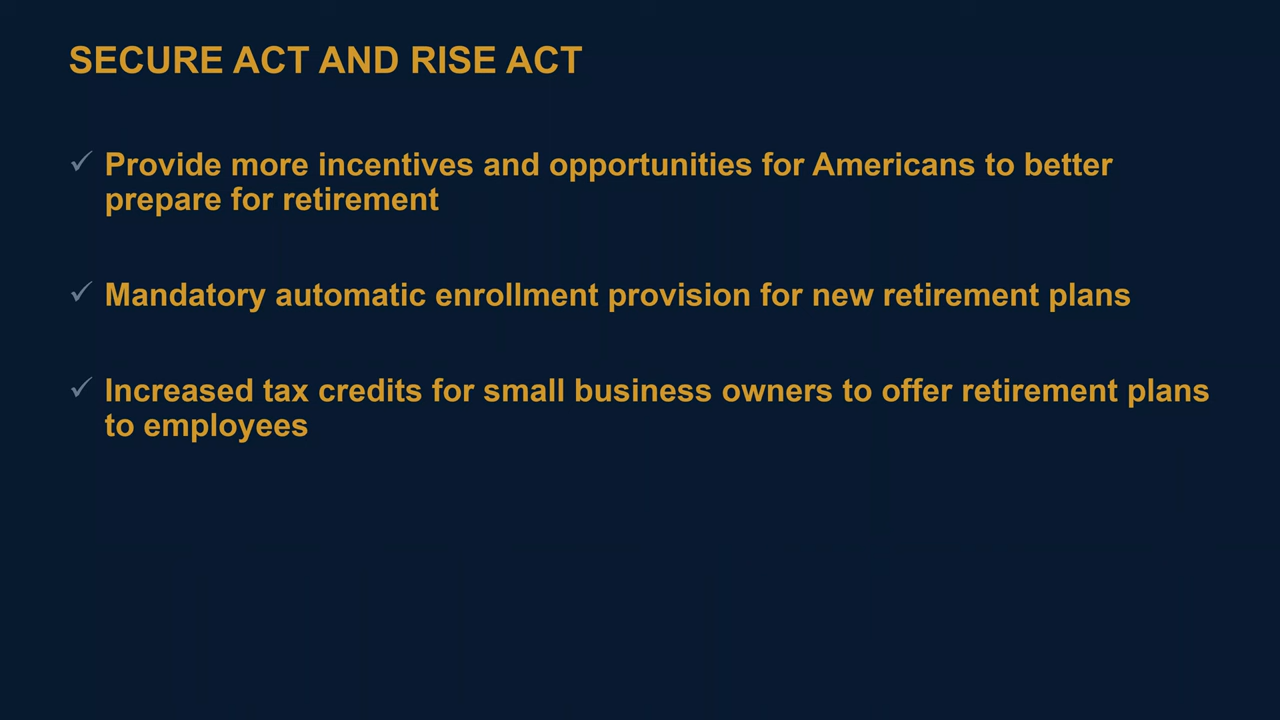 SECURE ACT AND RISE ACT
✓ Provide more incentives and opportunities for Americans to better
prepare for retirement
✓ Mandatory automatic enrollment provision for new retirement plans
✓ Increased tax credits for small business owners to offer retirement plans
to employees